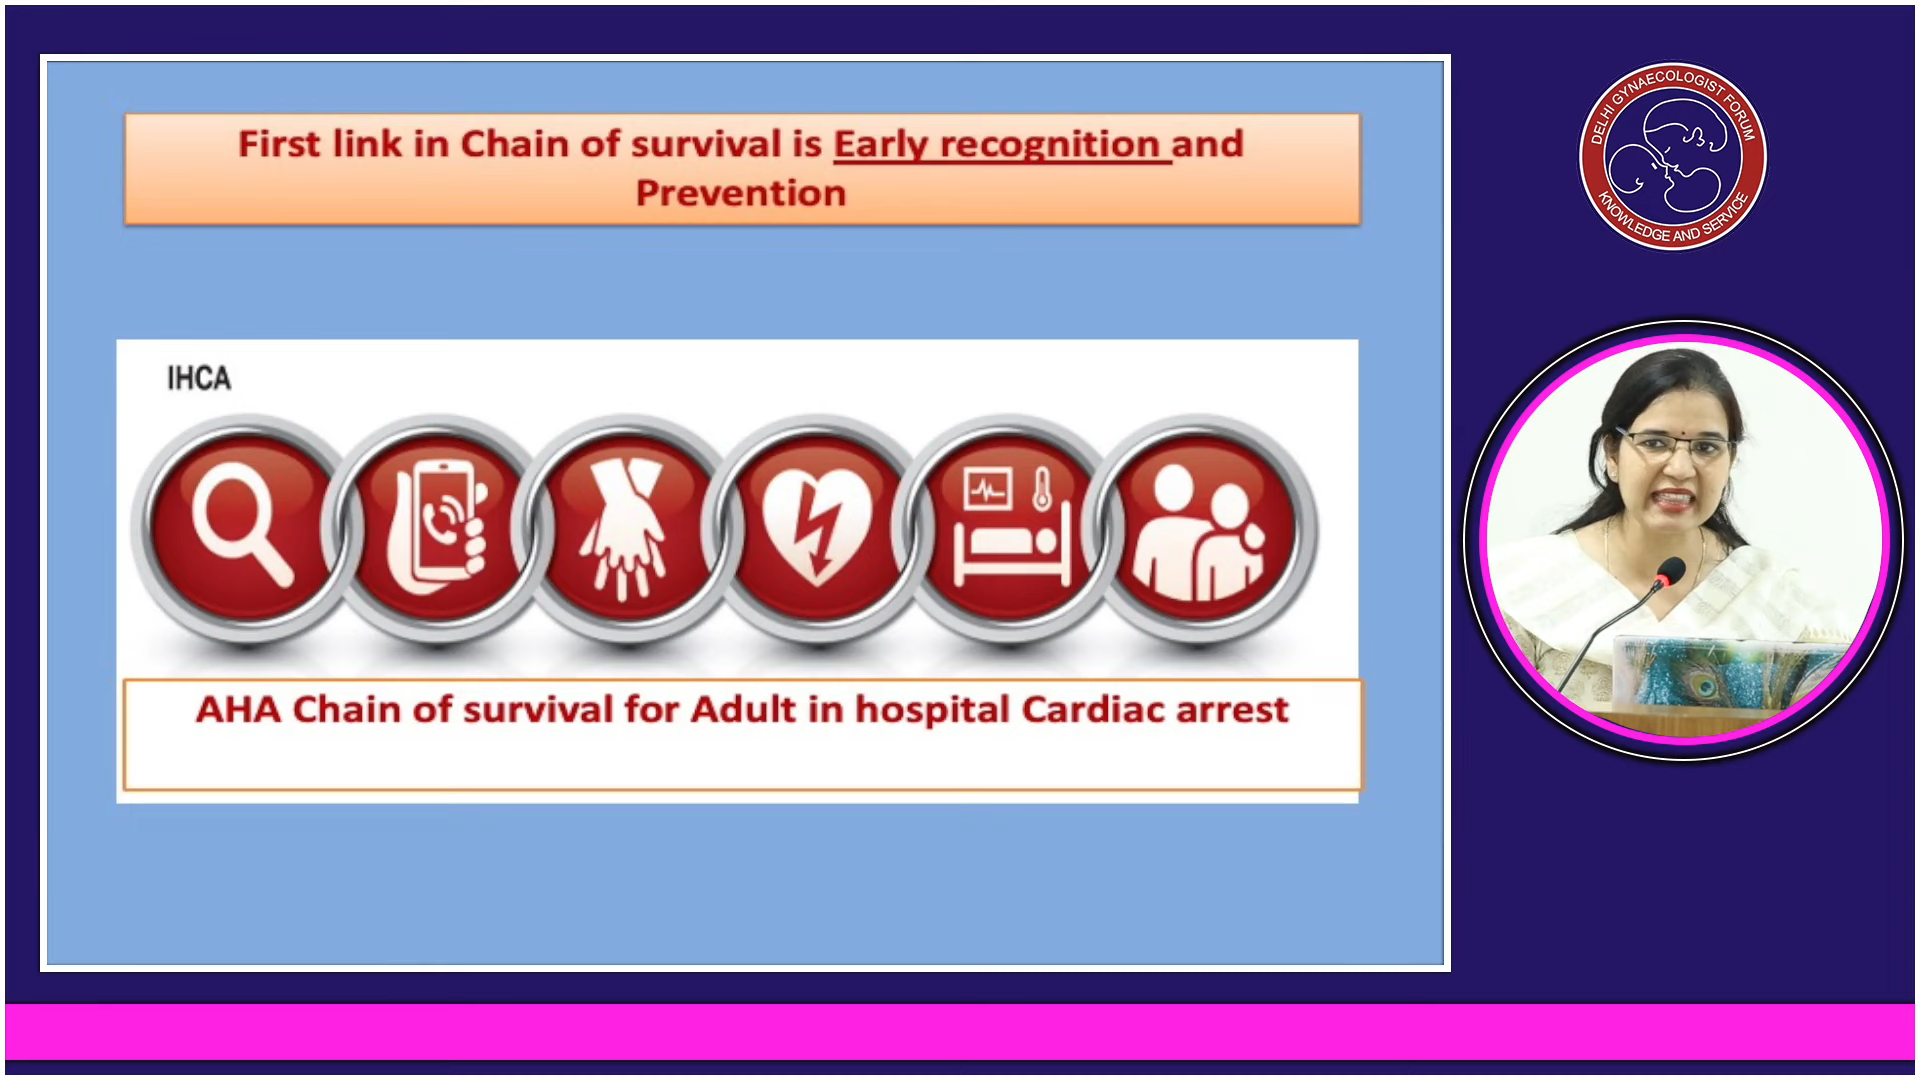 First link in Chain of survival is Early recognition and
Prevention
IHCA
AHA Chain of survival for Adult in hospital Cardiac arrest
DELHI GYNAECOLOGIST FORUM
KNOWLEDGE AND SERVICE